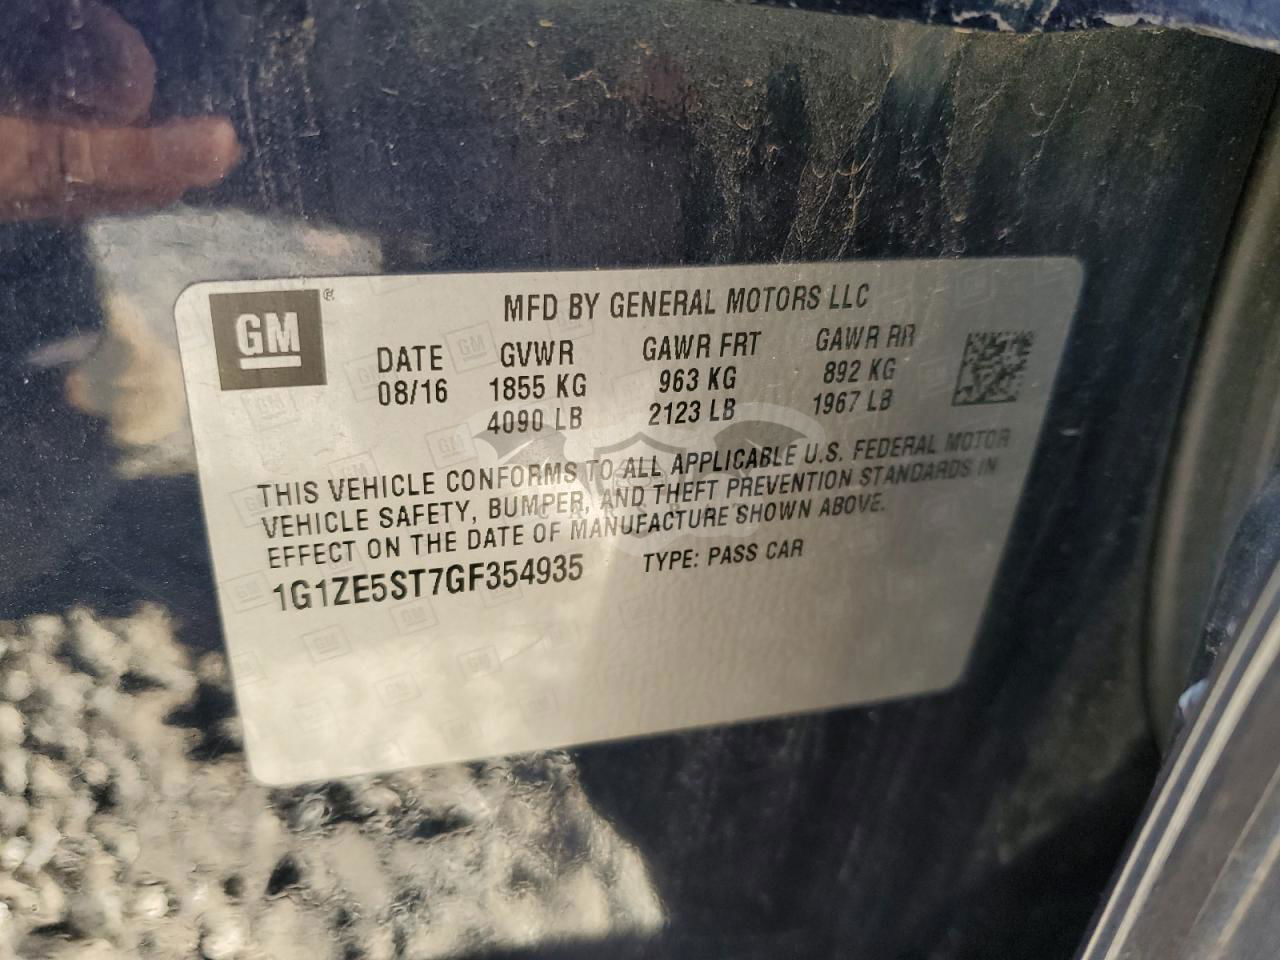 GM®
MFD BY GENERAL MOTORS LLC
DATE GVWR GAWR FRT GAWR RR
08/16 1855 KG 963 KG 892 KG
4090 LB 2123 LB 1967 LB
THIS VEHICLE CONFORMS TO ALL APPLICABLE U.S. FEDERAL MOTOR
VEHICLE SAFETY, BUMPER, AND THEFT PREVENTION STANDARDS IN
EFFECT ON THE DATE OF MANUFACTURE SHOWN ABOVE.
1G1ZE5ST7GF354935 TYPE: PASS CAR